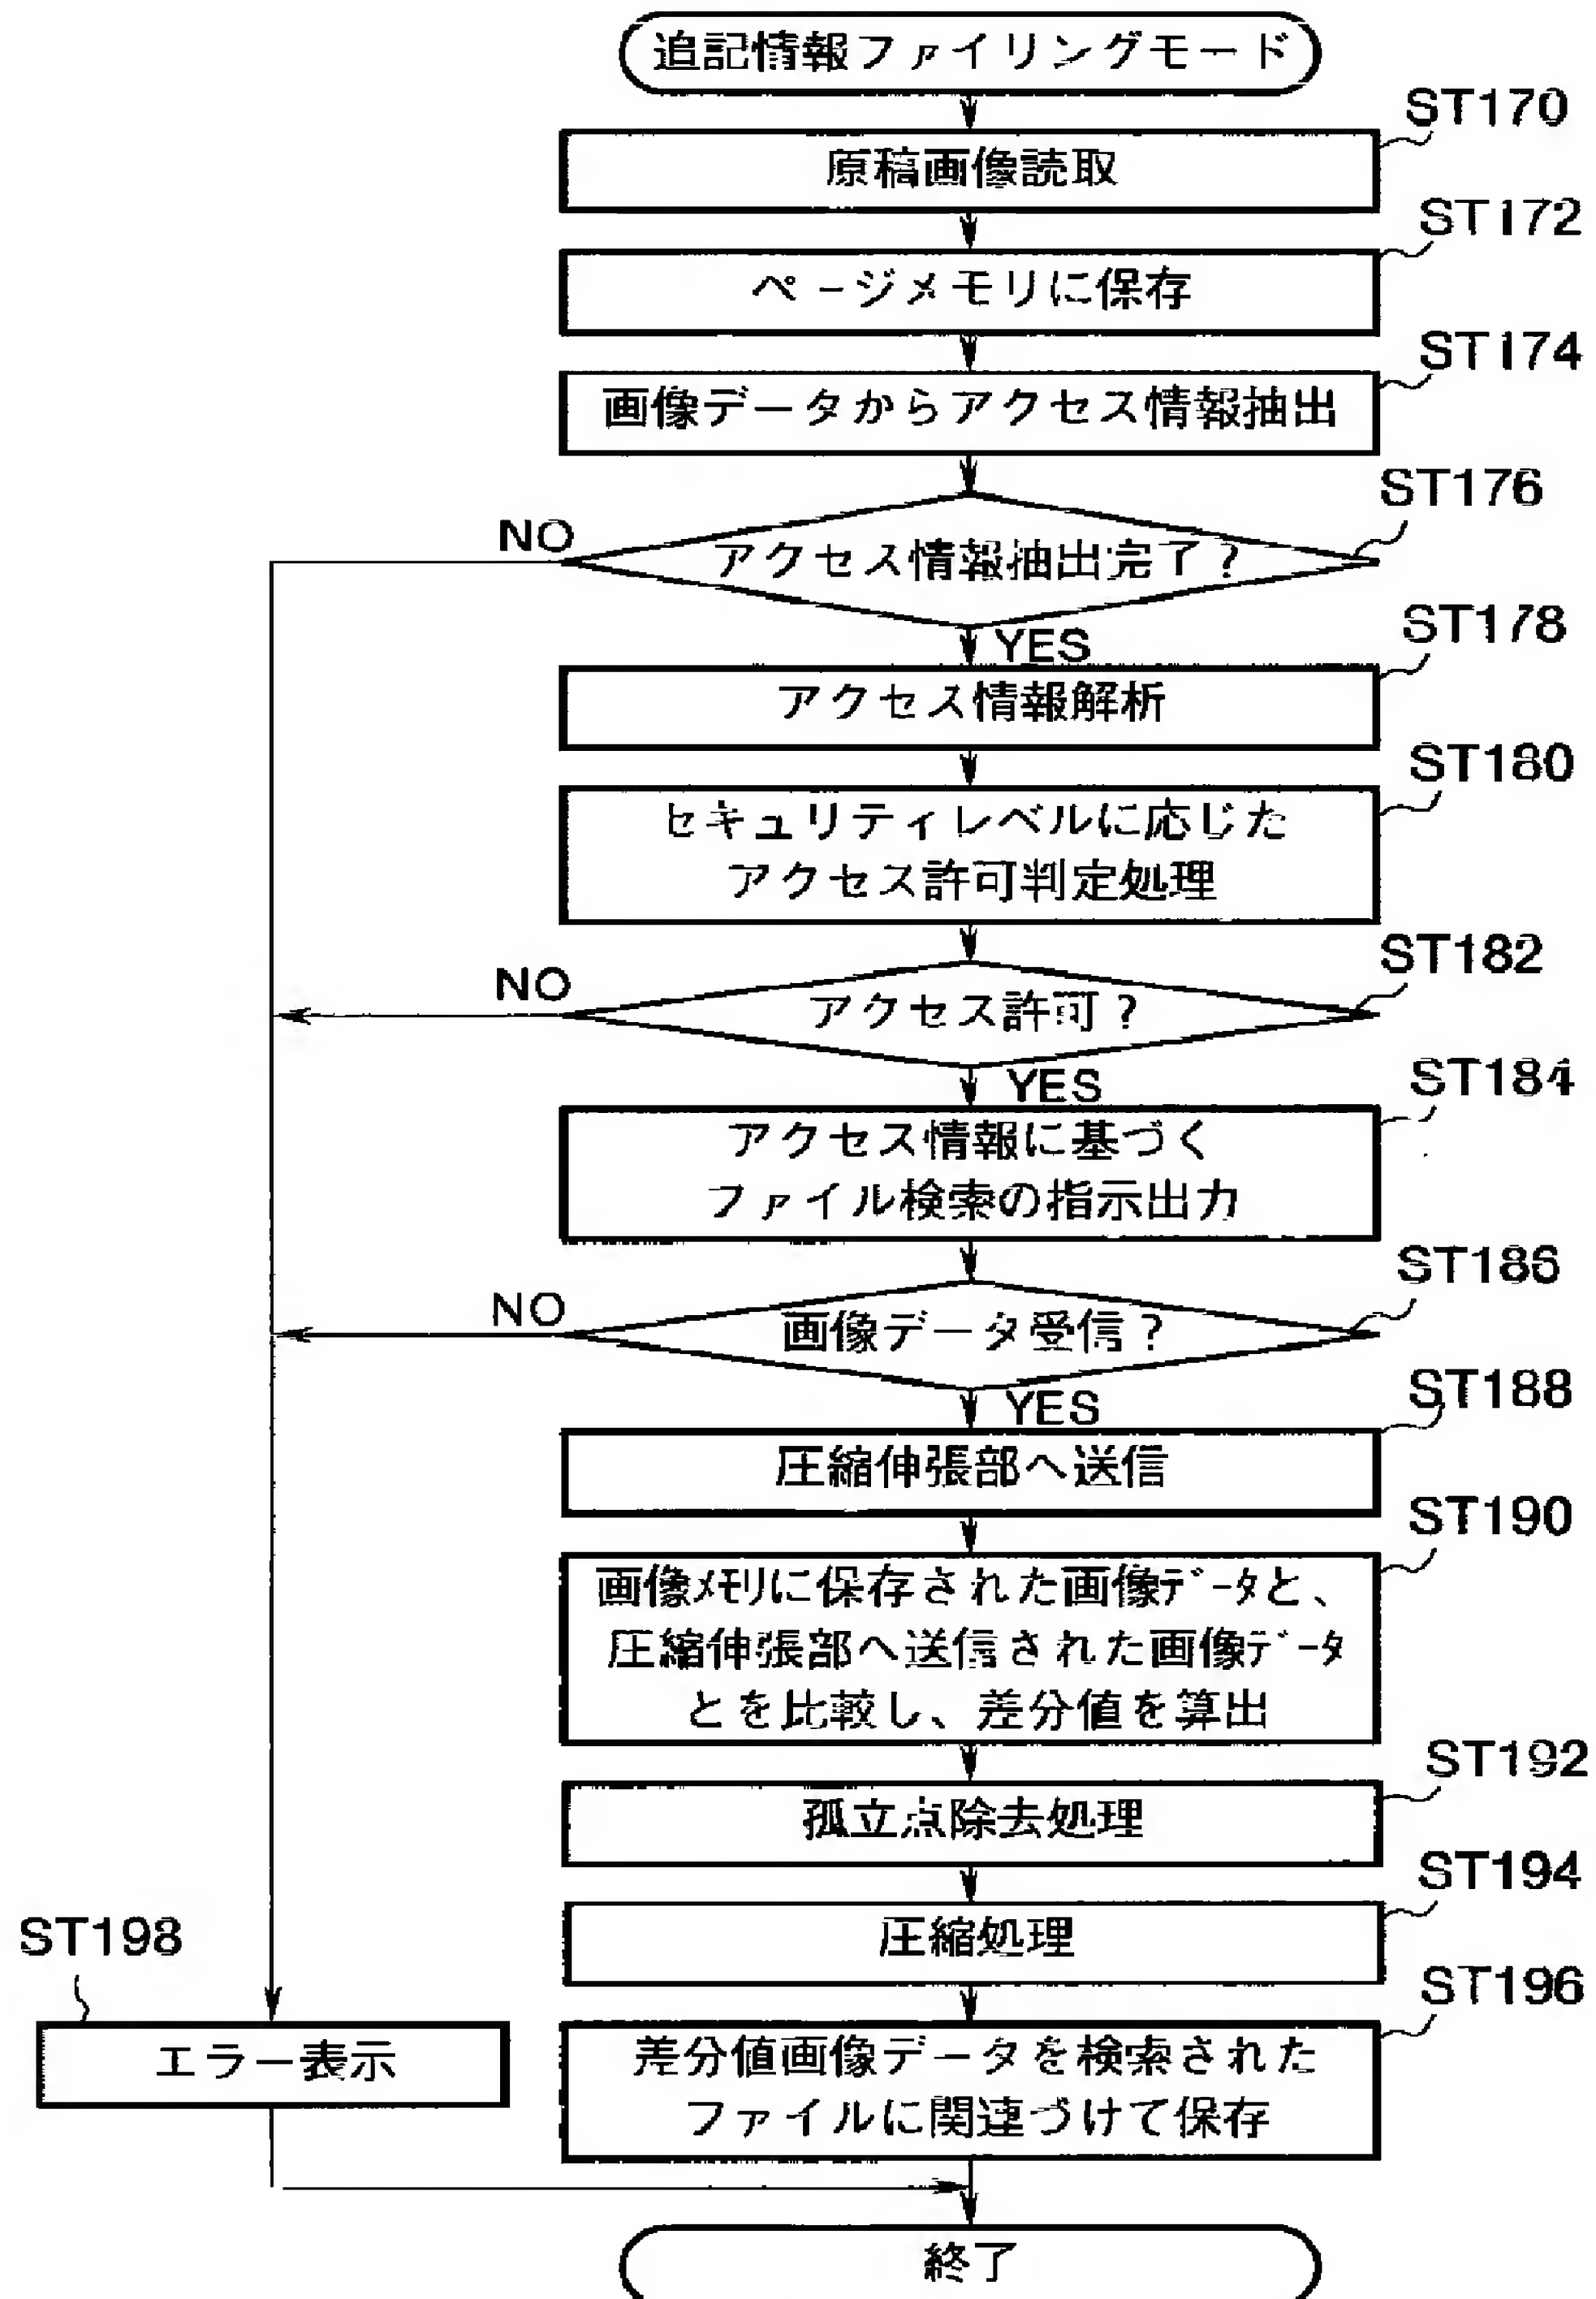 追記情報ファイリングモード
ST170
原稿画像読取
ST172
ページメモリに保存
ST174
画像データからアクセス情報抽出
ST176
NO
アクセス情報抽出完了？
YES
ST178
アクセス情報解析
ST180
セキュリティレベルに応じた
アクセス許可判定処理
ST182
NO
アクセス許可？
YES
ST184
アクセス情報に基づく
ファイル検索の指示出力
ST186
NO
画像データ受信？
YES
ST188
圧縮伸張部へ送信
ST190
画像ﾒﾓﾘに保存された画像ﾃﾞｰﾀと、
圧縮伸張部へ送信された画像ﾃﾞｰﾀ
とを比較し、差分値を算出
ST192
孤立点除去処理
ST194
圧縮処理
ST198
エラー表示
ST196
差分値画像データを検索された
ファイルに関連づけて保存
終了